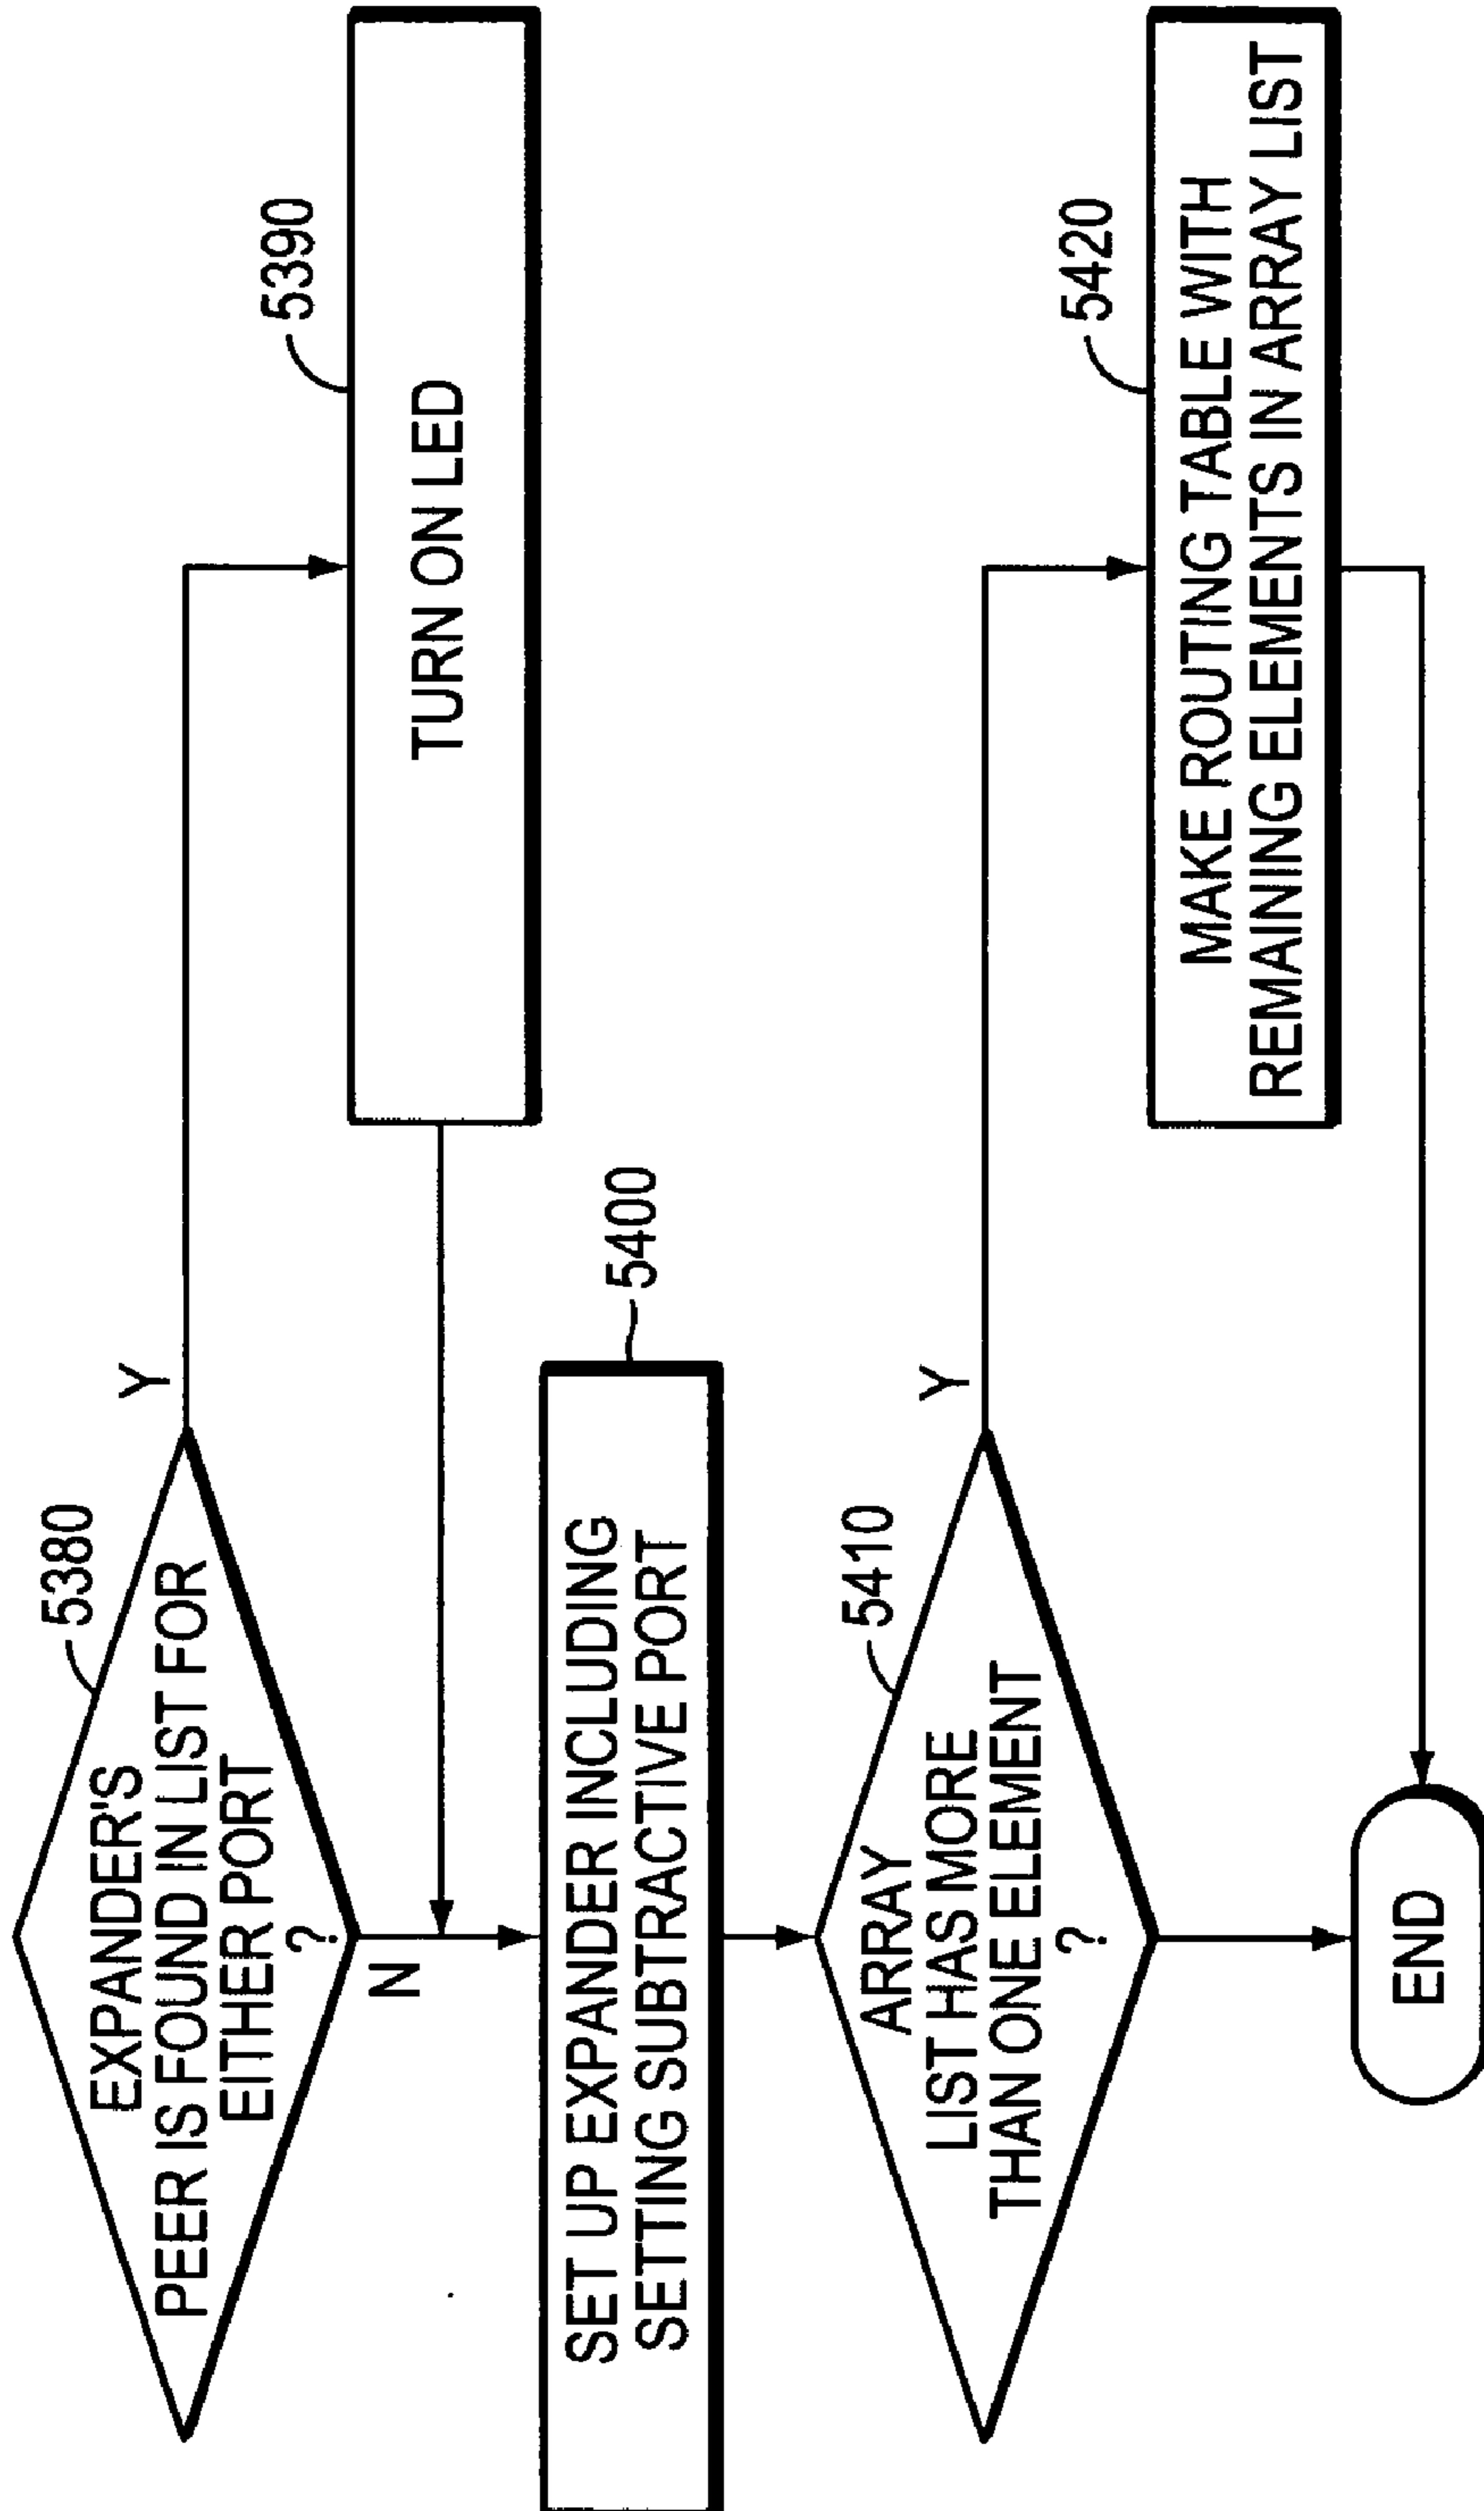 5380
EXPANDER'S
PEER IS FOUND IN LIST FOR
EITHER PORT
?
Y
N
5390
TURN ON LED
5400
SET UP EXPANDER INCLUDING
SETTING SUBTRACTIVE PORT
5410
ARRAY
LIST HAS MORE
THAN ONE ELEMENT
?
Y
5420
MAKE ROUTING TABLE WITH
REMAINING ELEMENTS IN ARRAY LIST
END